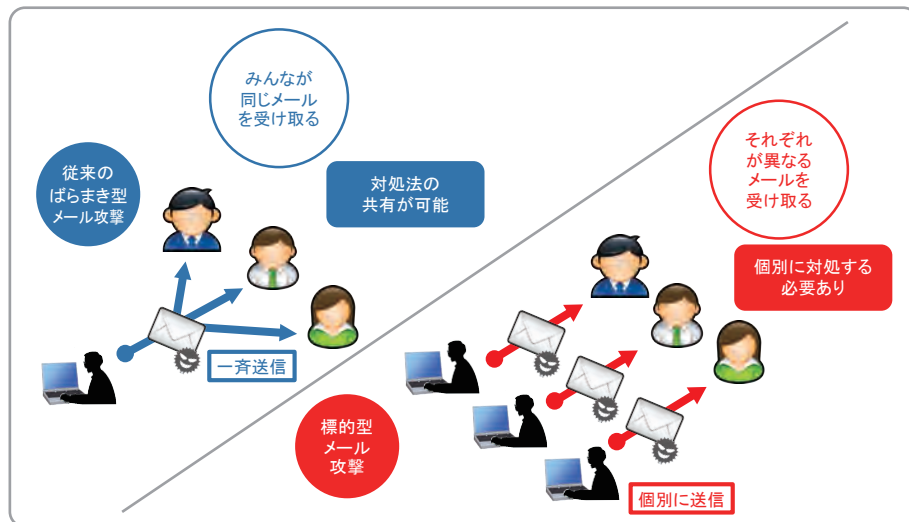 みんなが
同じメール
を受け取る
従来の
ばらまき型
メール攻撃
対処法の
共有が可能
一斉送信
それぞれ
が異なる
メールを
受け取る
個別に対処する
必要あり
標的型
メール
攻撃
個別に送信